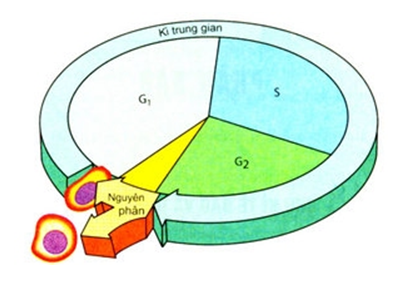 Kì trung gian
G₁
S
G₂
Nguyên
phân